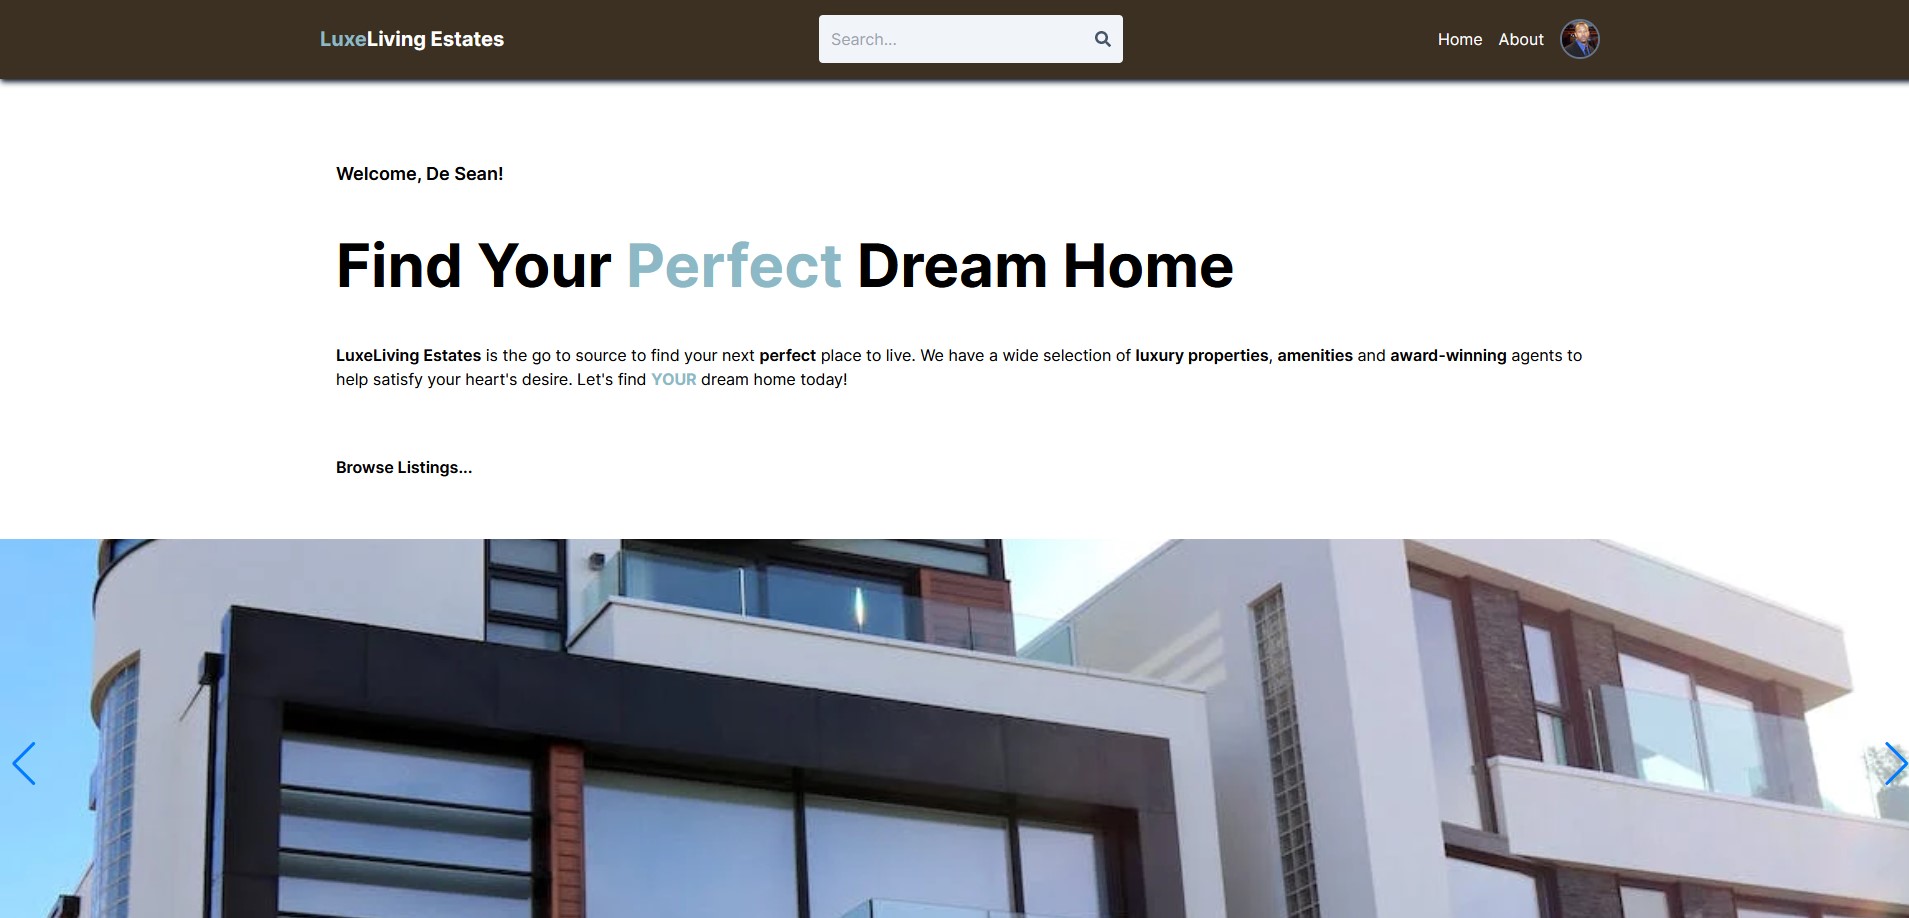 LuxeLiving Estates
Search...
Home About
Welcome, De Sean!
Find Your Perfect Dream Home
LuxeLiving Estates is the go to source to find your next perfect place to live. We have a wide selection of luxury properties, amenities and award-winning agents to
help satisfy your heart's desire. Let's find YOUR dream home today!
Browse Listings...